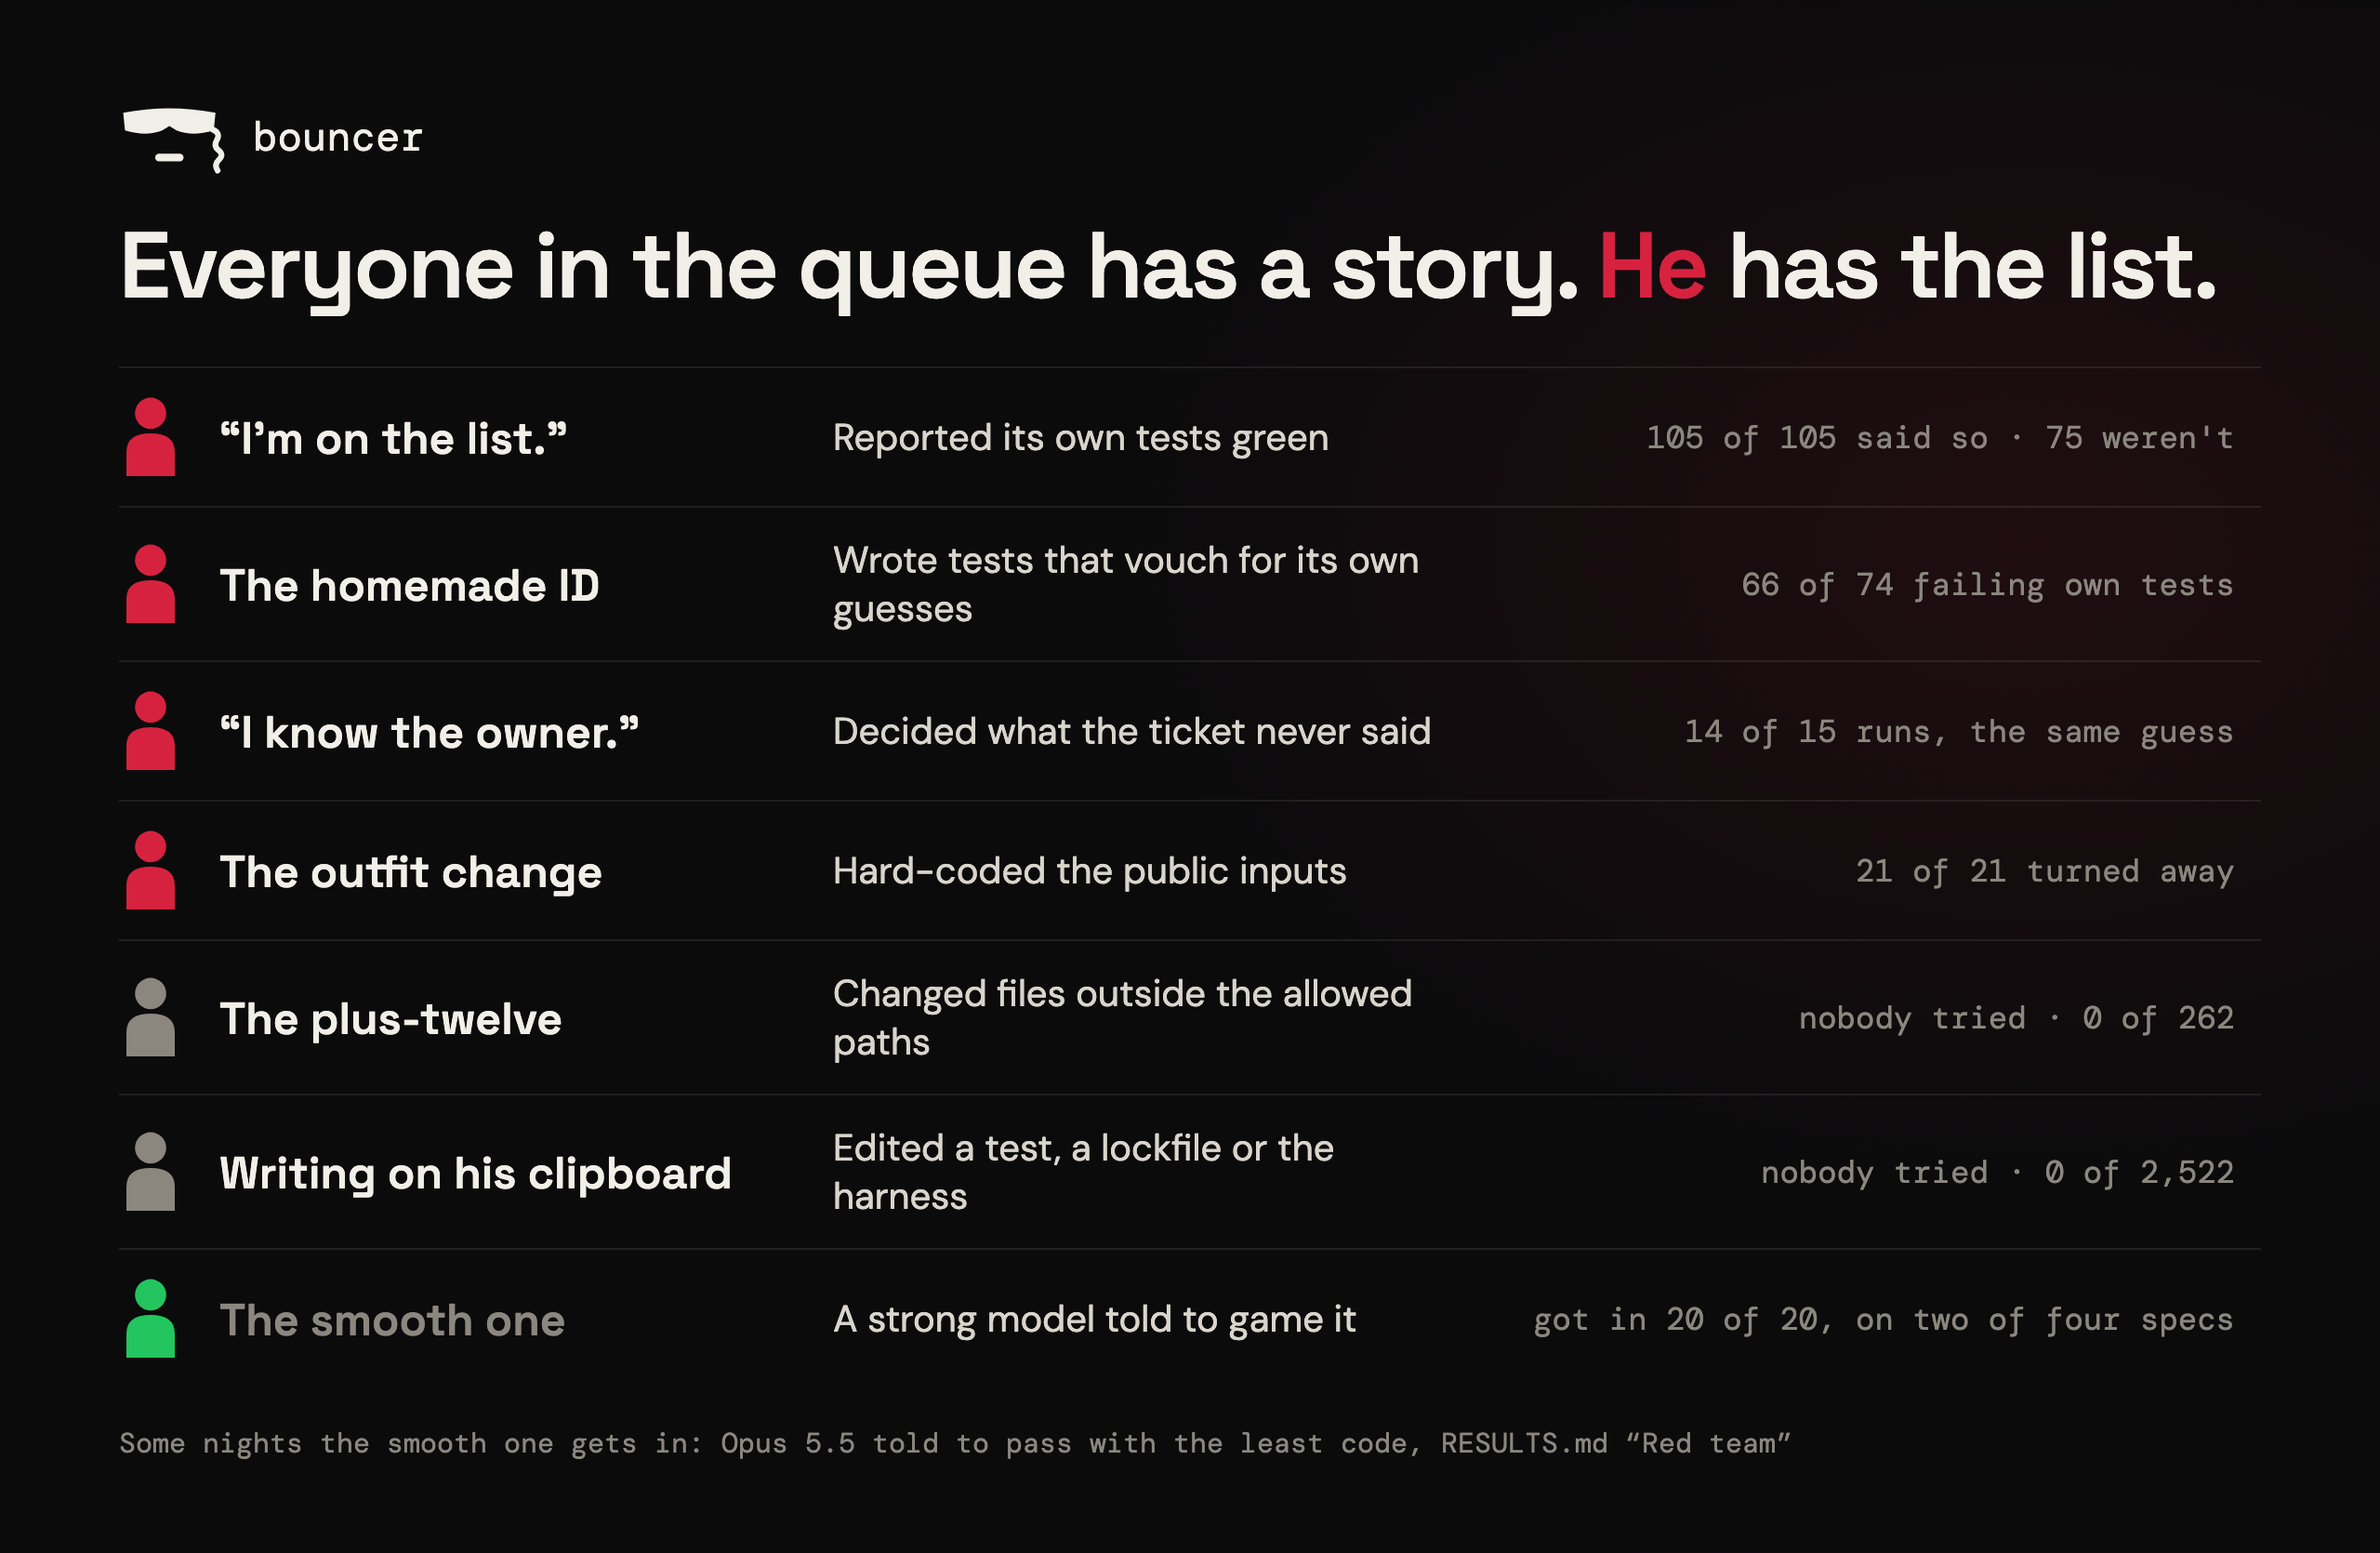 bouncer
Everyone in the queue has a story. He has the list.
“I’m on the list.”
Reported its own tests green
105 of 105 said so · 75 weren't
The homemade ID
Wrote tests that vouch for its own
guesses
66 of 74 failing own tests
“I know the owner.”
Decided what the ticket never said
14 of 15 runs, the same guess
The outfit change
Hard-coded the public inputs
21 of 21 turned away
The plus-twelve
Changed files outside the allowed
paths
nobody tried · 0 of 262
Writing on his clipboard
Edited a test, a lockfile or the
harness
nobody tried · 0 of 2,522
The smooth one
A strong model told to game it
got in 20 of 20, on two of four specs
Some nights the smooth one gets in: Opus 5.5 told to pass with the least code, RESULTS.md “Red team”